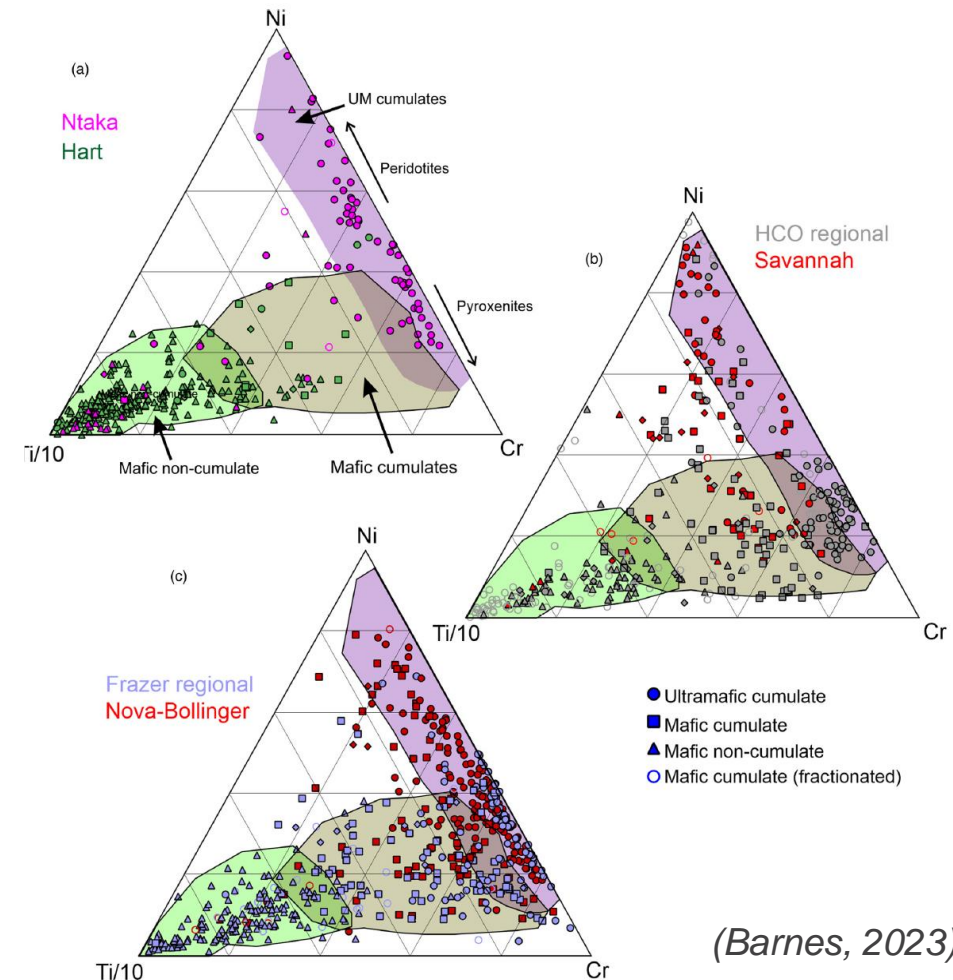 Ni
(a)
UM cumulates
Ntaka
Hart
Peridotites
Pyroxenites
Ti/10
Cr
Mafic non-cumulate
Mafic cumulates
Ni
HCO regional
Savannah
(b)
Ti/10
Cr
Ni
(c)
Frazer regional
Nova-Bollinger
Ti/10
Cr
Ultramafic cumulate
Mafic cumulate
Mafic non-cumulate
Mafic cumulate (fractionated)
(Barnes, 2023)